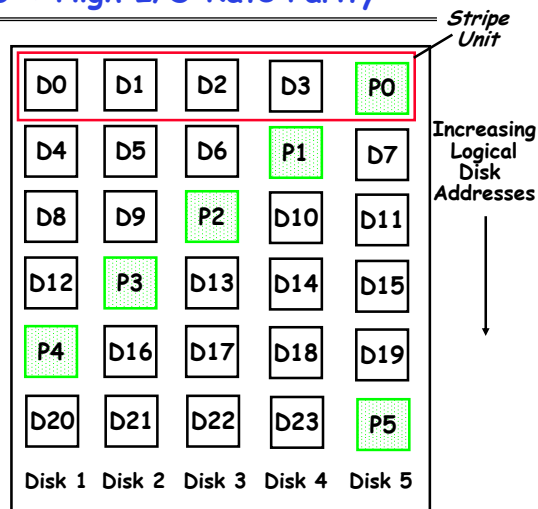 High I/O Rate Parity
Stripe
Unit
D0 D1 D2 D3 P0
D4 D5 D6 P1 D7
Increasing
Logical
Disk
Addresses
D8 D9 P2 D10 D11
D12 P3 D13 D14 D15
P4 D16 D17 D18 D19
D20 D21 D22 D23 P5
Disk 1 Disk 2 Disk 3 Disk 4 Disk 5